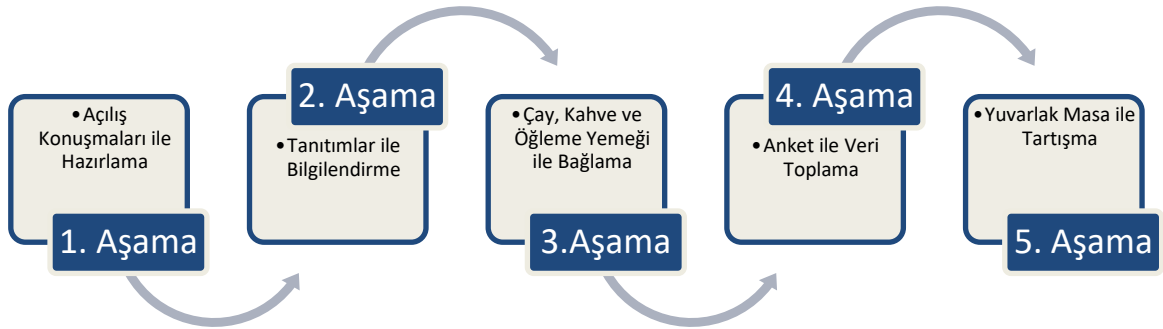 •Açılış
Konuşmaları ile
Hazırlama
1. Aşama
2. Aşama
•Tanıtımlar ile
Bilgilendirme
•Çay, Kahve ve
Öğleme Yemeği
ile Bağlama
3.Aşama
4. Aşama
•Anket ile Veri
Toplama
•Yuvarlak Masa ile
Tartışma
5. Aşama